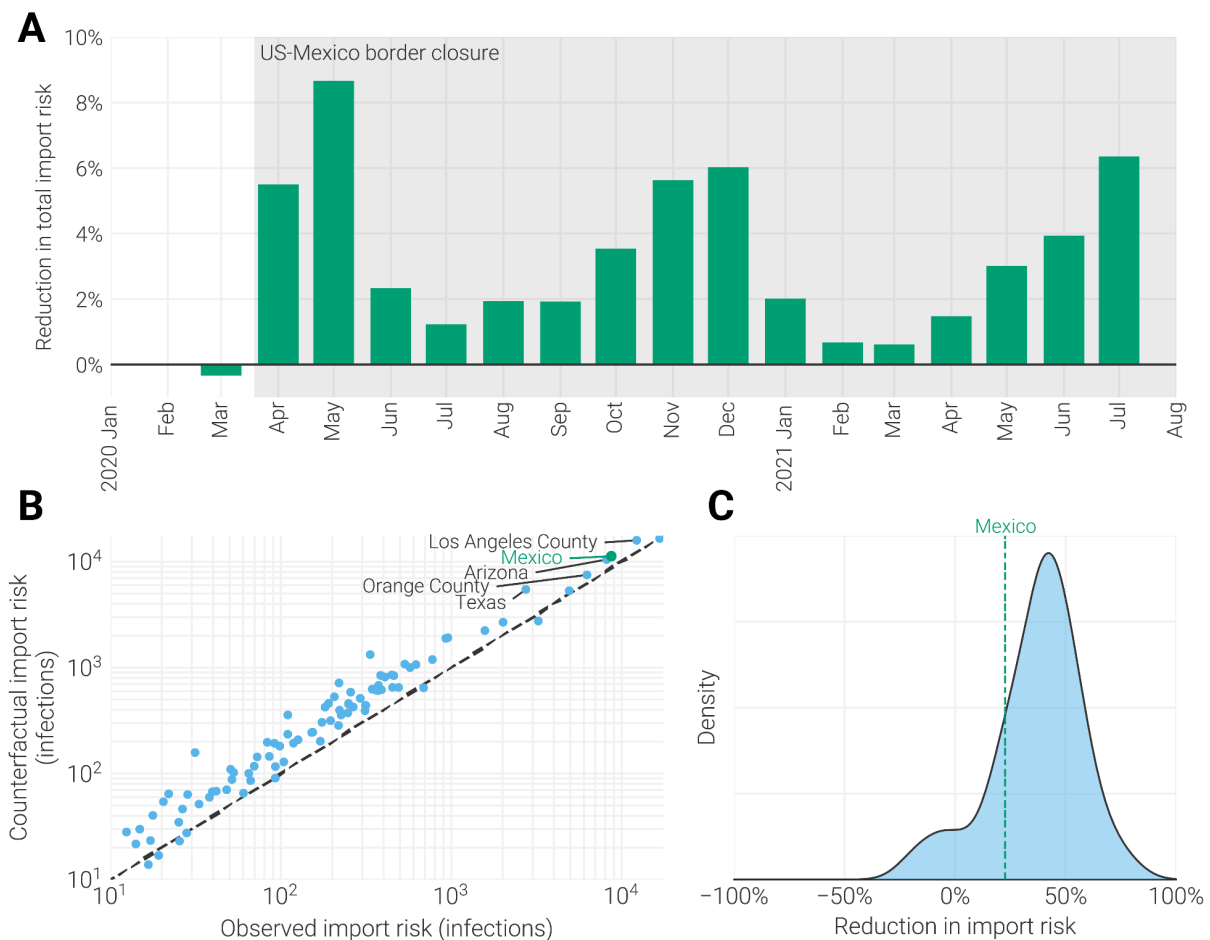 A
10%
8%
6%
4%
2%
0%
Reduction in total import risk
US-Mexico border closure
2020 Jan
Feb
Mar
Apr
May
Jun
Jul
Aug
Sep
Oct
Nov
Dec
2021 Jan
Feb
Mar
Apr
May
Jun
Jul
Aug
B
Counterfactual import risk
(infections)
10⁴
10³
10²
10¹
Los Angeles County
Mexico
Arizona
Orange County
Texas
10¹
10²
10³
10⁴
Observed import risk (infections)
C
Mexico
Density
−100%
−50%
0%
50%
100%
Reduction in import risk